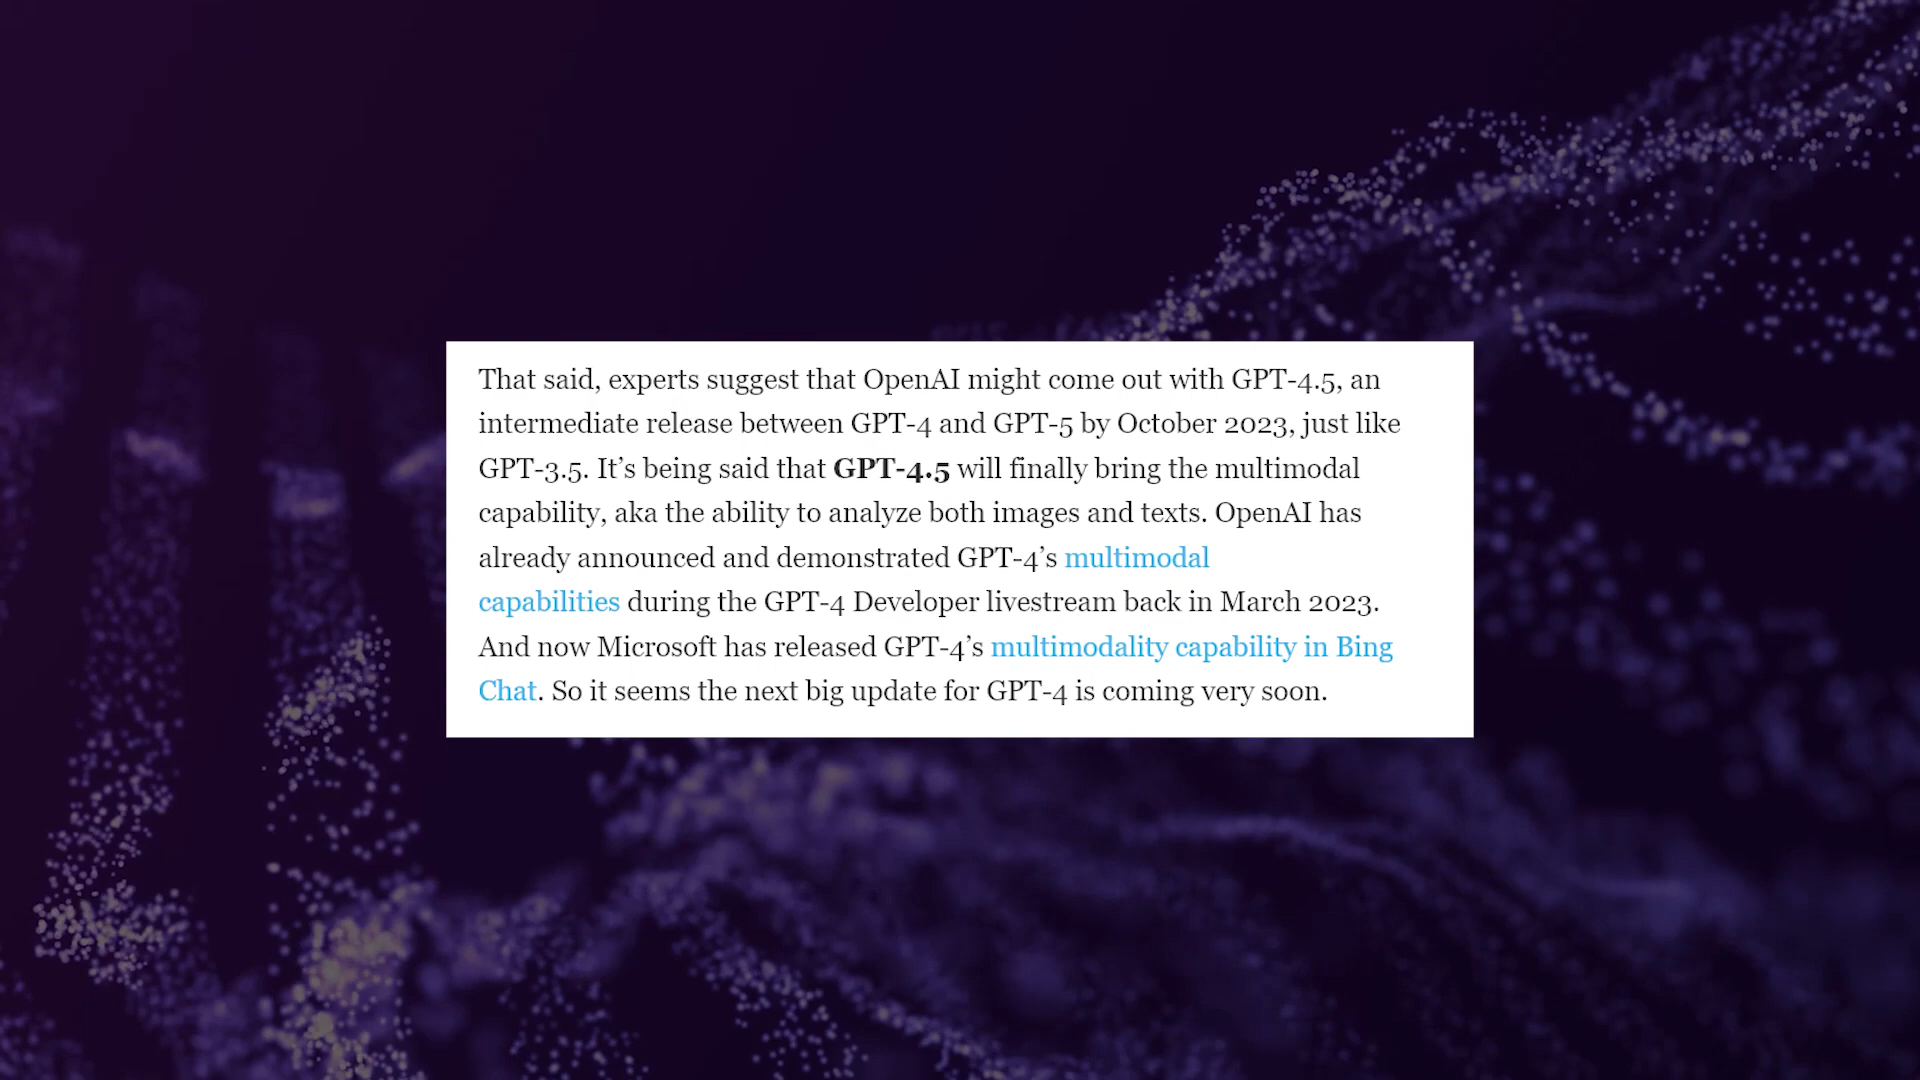 That said, experts suggest that OpenAI might come out with GPT-4.5, an
intermediate release between GPT-4 and GPT-5 by October 2023, just like
GPT-3.5. It’s being said that GPT-4.5 will finally bring the multimodal
capability, aka the ability to analyze both images and texts. OpenAI has
already announced and demonstrated GPT-4’s multimodal
capabilities during the GPT-4 Developer livestream back in March 2023.
And now Microsoft has released GPT-4’s multimodality capability in Bing
Chat. So it seems the next big update for GPT-4 is coming very soon.